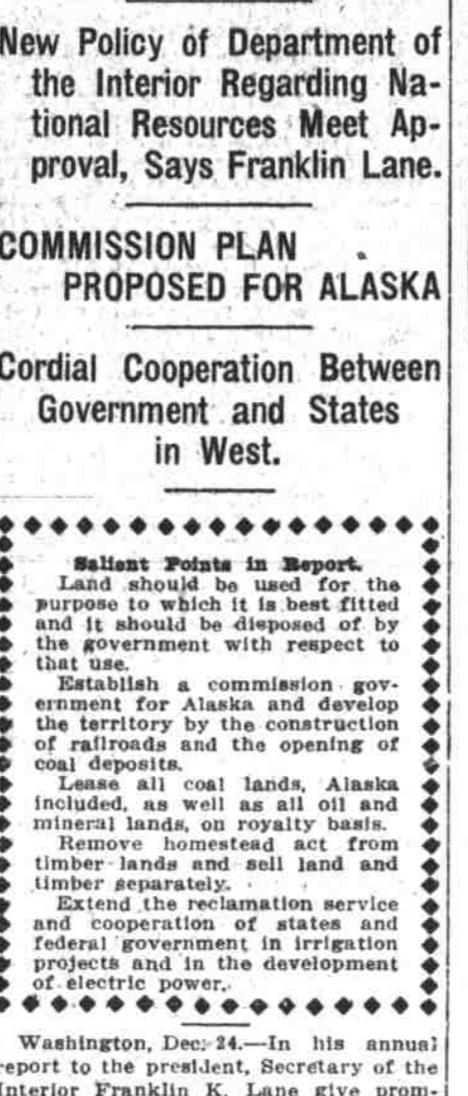 New Policy of Department of
the Interior Regarding Na-
tional Resources Meet Ap-
proval, Says Franklin Lane.
COMMISSION PLAN
PROPOSED FOR ALASKA
Cordial Cooperation Between
Government and States
in West.
Salient Points in Report.
Land should be used for the
purpose to which it is best fitted
and it should be disposed of by
the government with respect to
that use.
Establish a commission gov-
ernment for Alaska and develop
the territory by the construction
of railroads and the opening of
coal deposits.
Lease all coal lands, Alaska
included, as well as all oil and
mineral lands, on royalty basis.
Remove homestead act from
timber lands and sell land and
timber separately.
Extend the reclamation service
and cooperation of states and
federal government in irrigation
projects and in the development
of electric power.
Washington, Dec. 24.—In his annual
report to the president, Secretary of the
Interior Franklin K. Lane give prom-